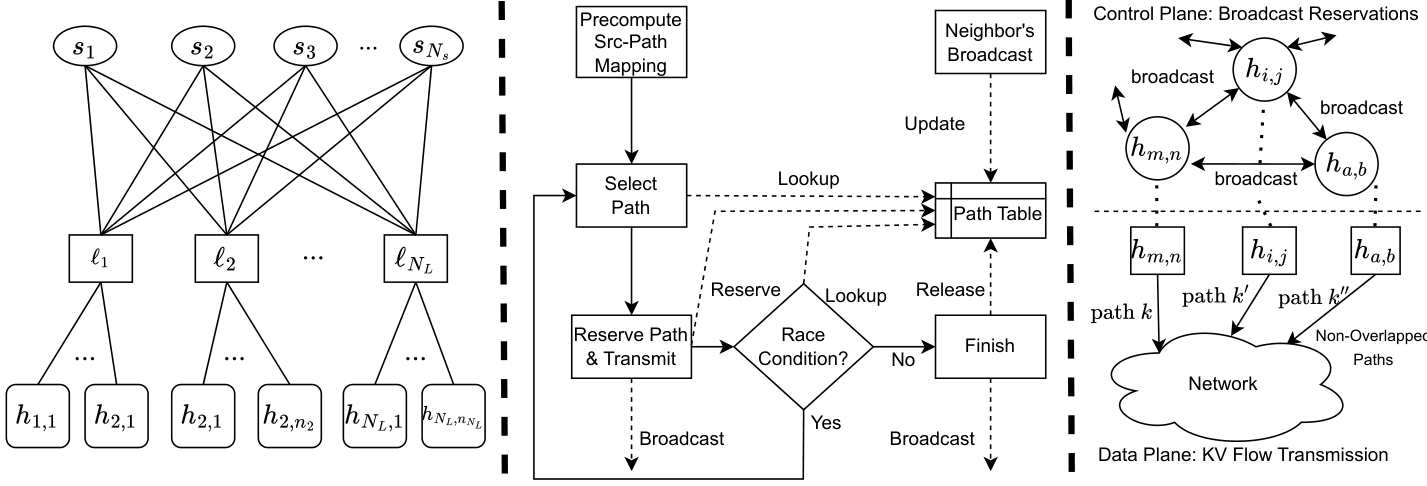 s_1
s_2
s_3
...
s_{N_s}
ℓ_1
ℓ_2
...
ℓ_{N_L}
...
...
...
h_{1,1}
h_{2,1}
h_{2,1}
h_{2,n_2}
h_{N_L,1}
h_{N_L,n_{N_L}}
Precompute
Src-Path
Mapping
Neighbor's
Broadcast
Update
Select
Path
Lookup
Path Table
Reserve
Lookup
Release
Reserve Path
& Transmit
Race
Condition?
No
Finish
Yes
Broadcast
Broadcast
Control Plane: Broadcast Reservations
h_{i,j}
broadcast
broadcast
h_{m,n}
h_{a,b}
broadcast
h_{m,n}
h_{i,j}
h_{a,b}
path k
path k′
path k″
Non-Overlapped
Paths
Network
Data Plane: KV Flow Transmission